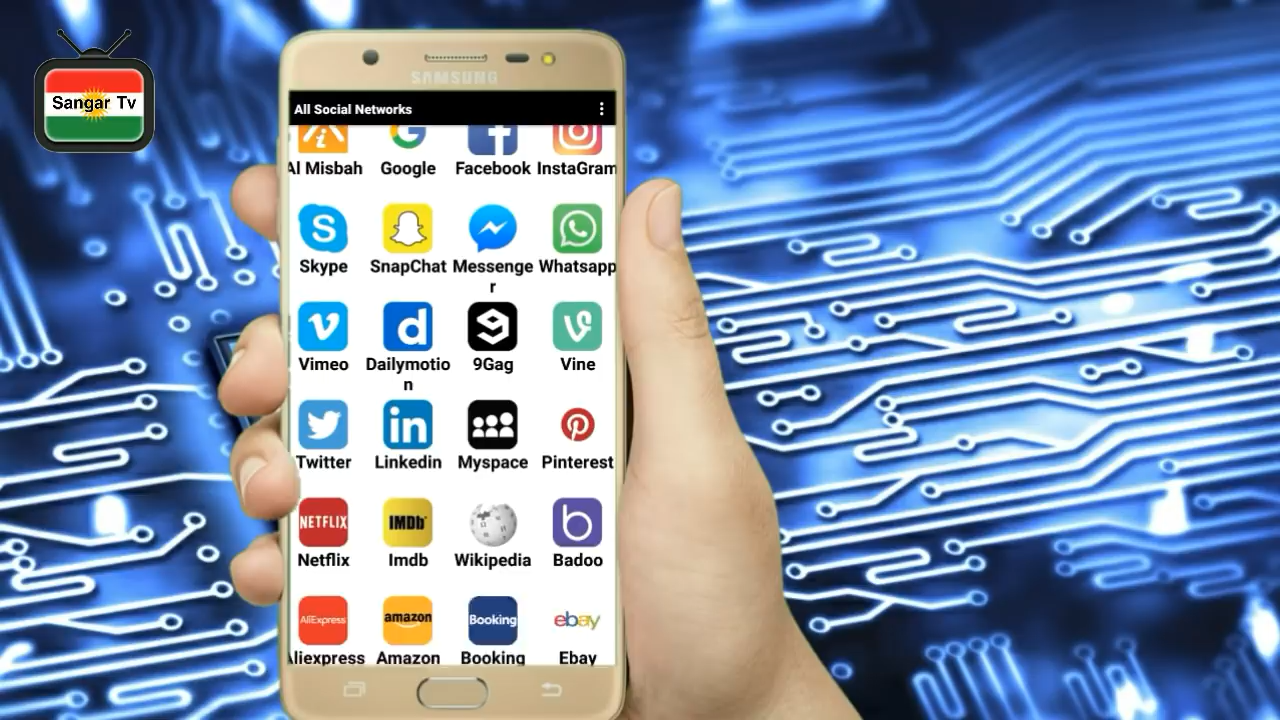 Sangar Tv
SAMSUNG
All Social Networks
Al Misbah Google Facebook InstaGram
Skype SnapChat Messenge Whatsapp
r
Vimeo Dailymotio 9Gag Vine
n
Twitter Linkedin Myspace Pinterest
NETFLIX IMDb
Netflix Imdb Wikipedia Badoo
AliExpress amazon Booking ebay
Aliexpress Amazon Booking Ebay